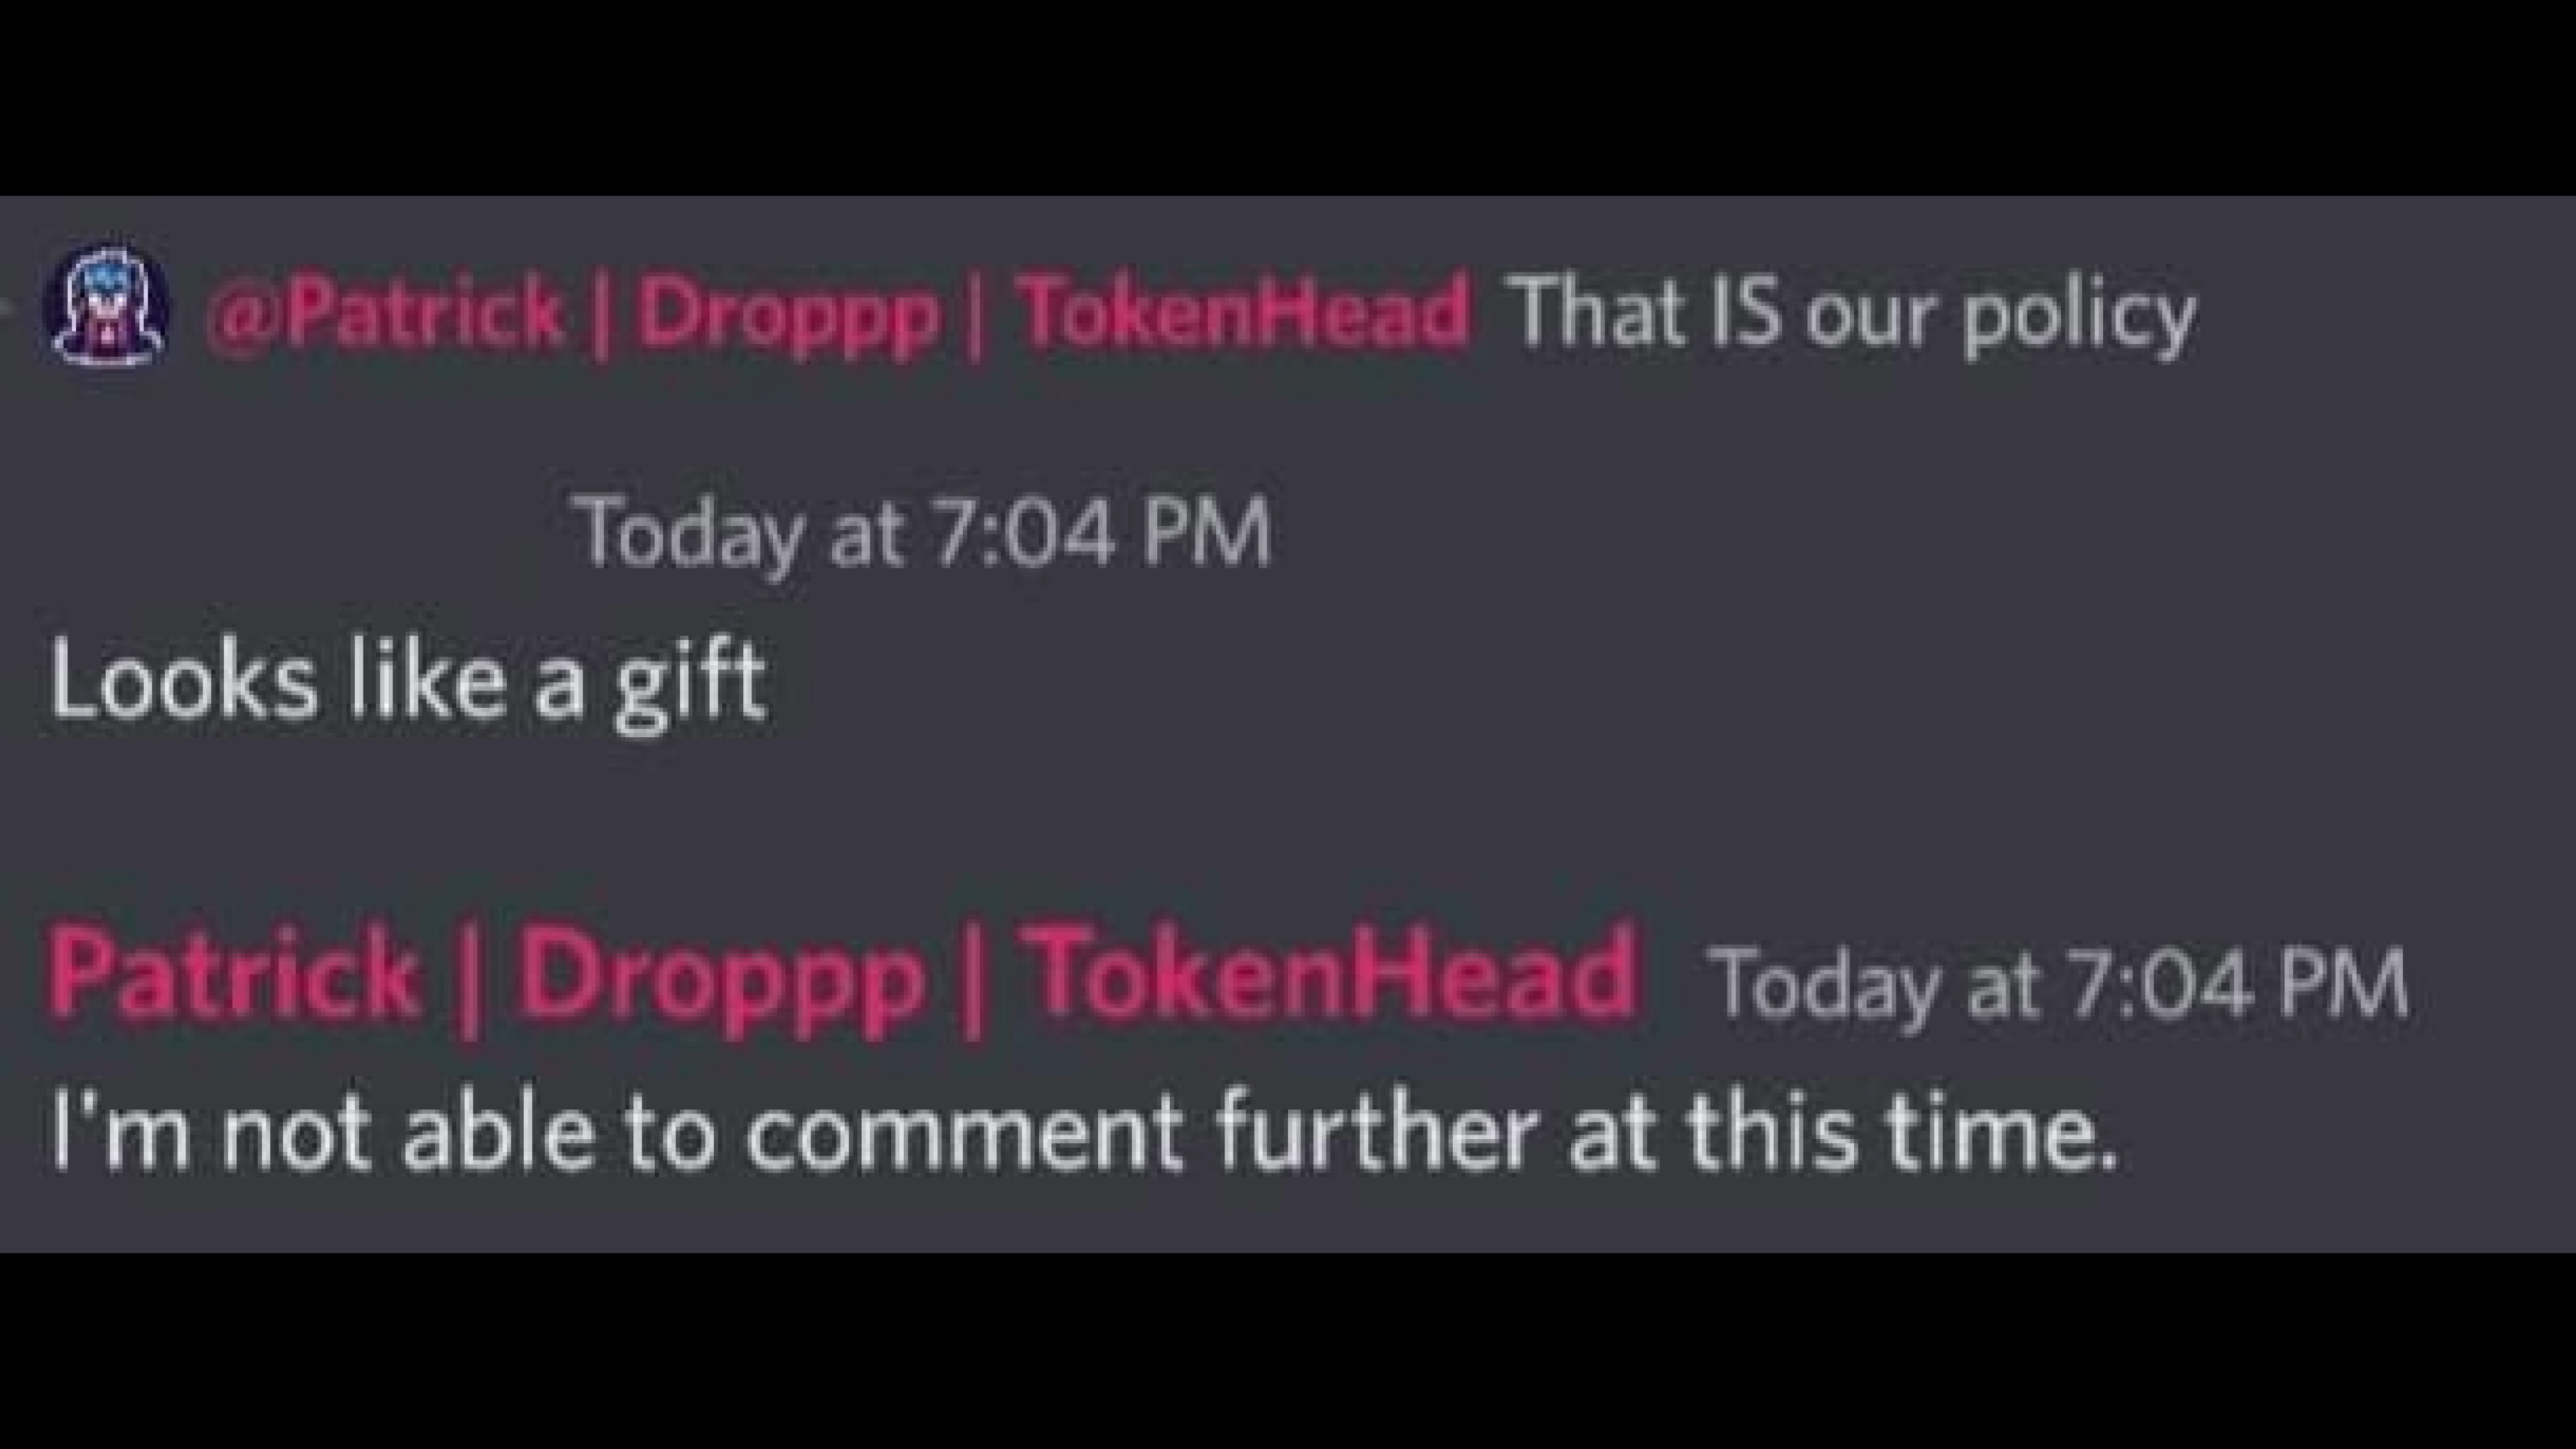 @Patrick | Droppp | TokenHead That IS our policy
Today at 7:04 PM
Looks like a gift
Patrick | Droppp | TokenHead Today at 7:04 PM
I'm not able to comment further at this time.